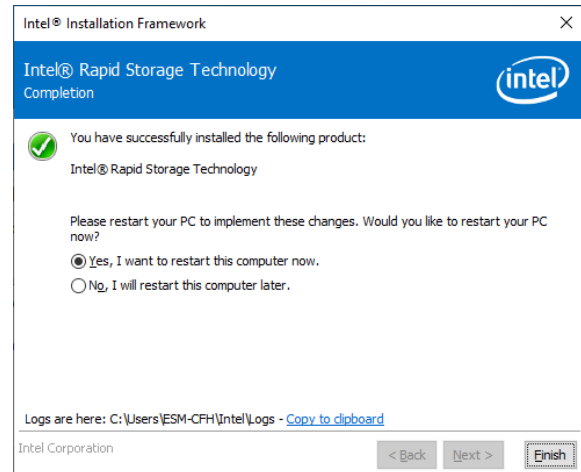 Intel® Installation Framework
Intel® Rapid Storage Technology
Completion
intel
You have successfully installed the following product:
Intel® Rapid Storage Technology
Please restart your PC to implement these changes. Would you like to restart your PC
now?
Yes, I want to restart this computer now.
No, I will restart this computer later.
Logs are here: C:\Users\ESM-CFH\Intel\Logs - Copy to clipboard
Intel Corporation
< Back
Next >
Finish